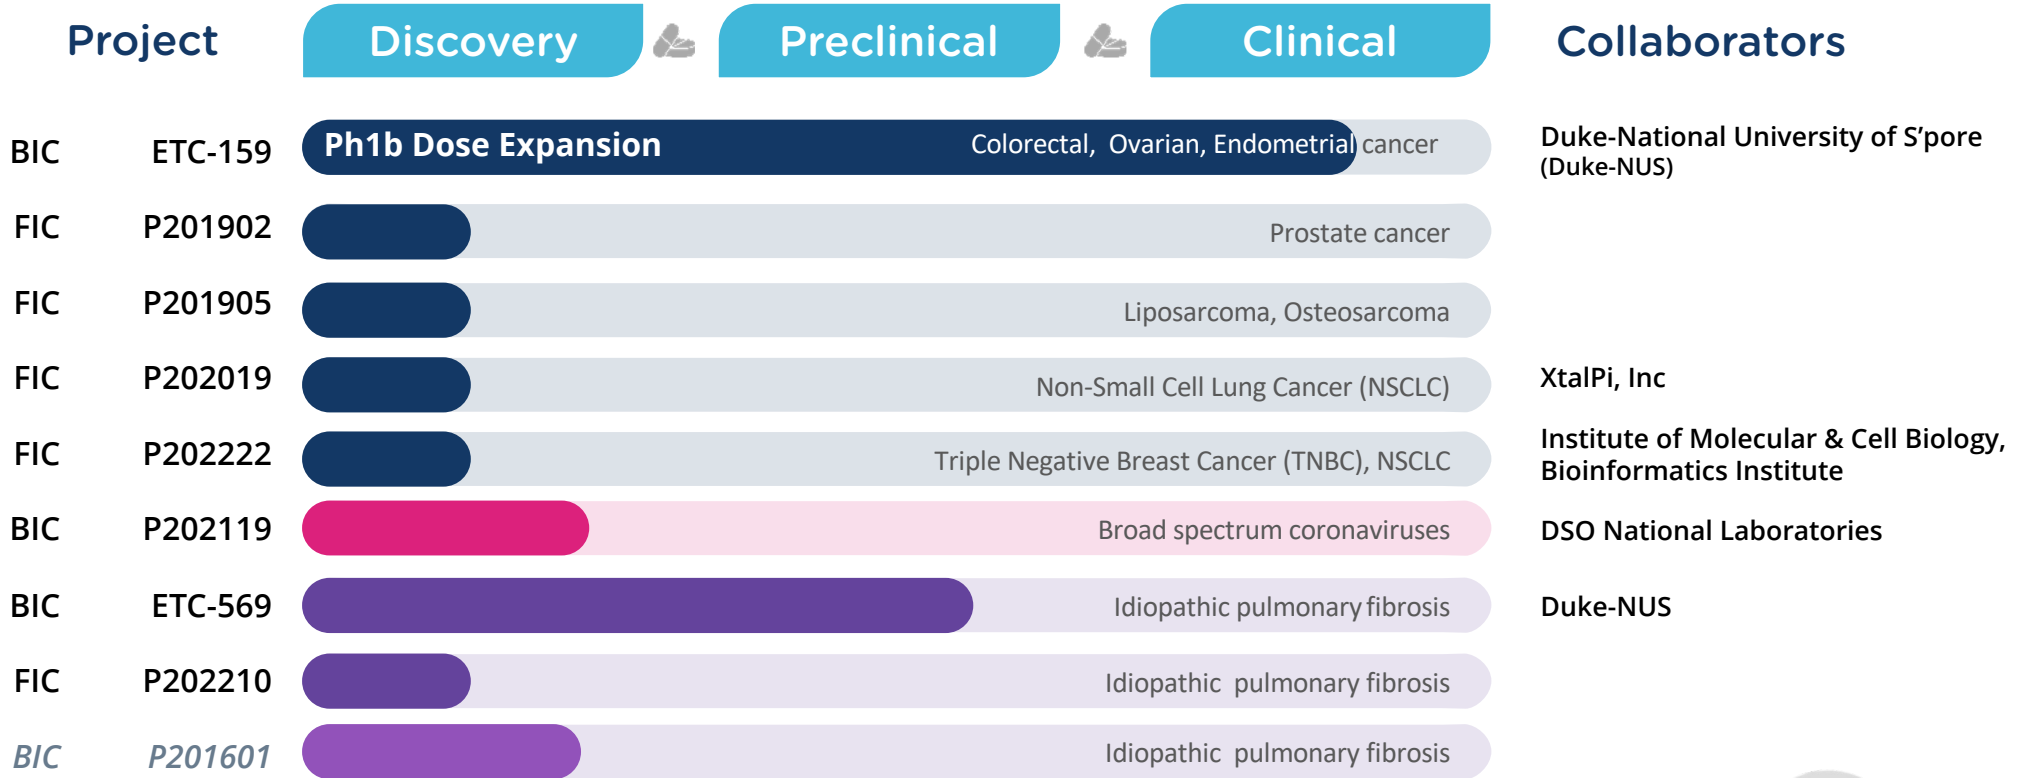 Project Discovery Preclinical Clinical Collaborators
BIC ETC-159 Ph1b Dose Expansion Colorectal, Ovarian, Endometrial cancer Duke-National University of S'pore
(Duke-NUS)
FIC P201902 Prostate cancer
FIC P201905 Liposarcoma, Osteosarcoma
FIC P202019 Non-Small Cell Lung Cancer (NSCLC) XtalPi, Inc
FIC P202222 Triple Negative Breast Cancer (TNBC), NSCLC Institute of Molecular & Cell Biology,
Bioinformatics Institute
BIC P202119 Broad spectrum coronaviruses DSO National Laboratories
BIC ETC-569 Idiopathic pulmonary fibrosis Duke-NUS
FIC P202210 Idiopathic pulmonary fibrosis
BIC P201601 Idiopathic pulmonary fibrosis